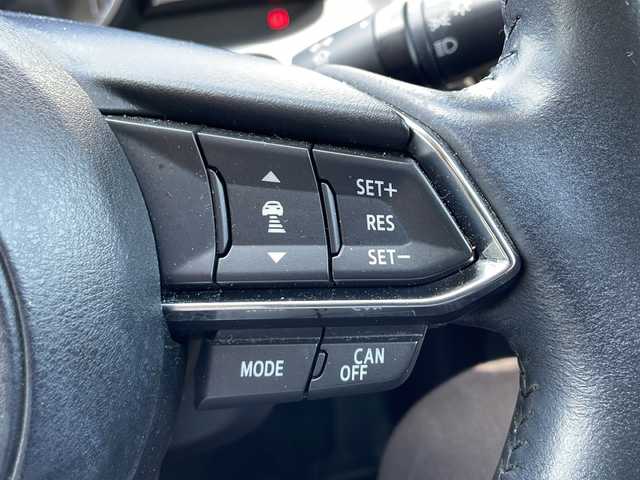 SET+
RES
SET−
MODE
CAN
OFF